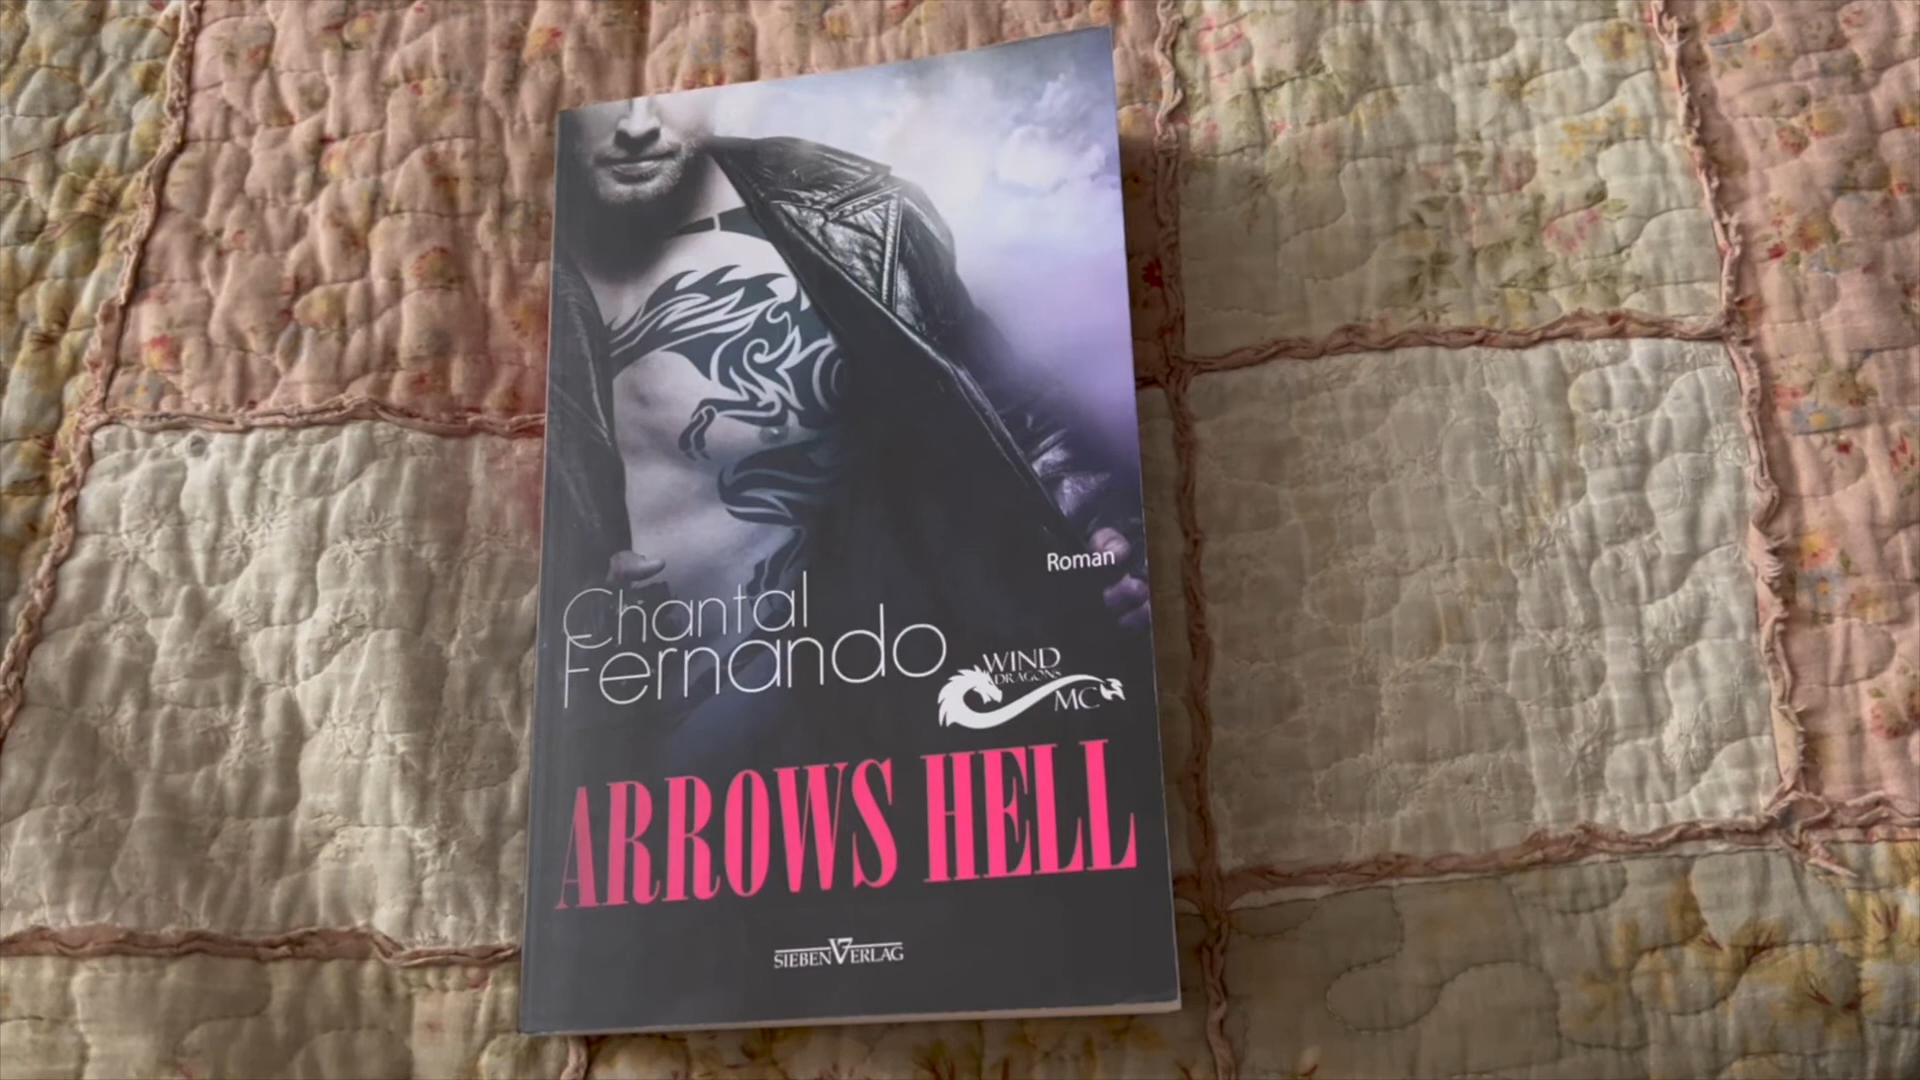 Roman
Chantal
Fernando
WIND
DRAGONS
MC
ARROWS HELL
SIEBEN VERLAG